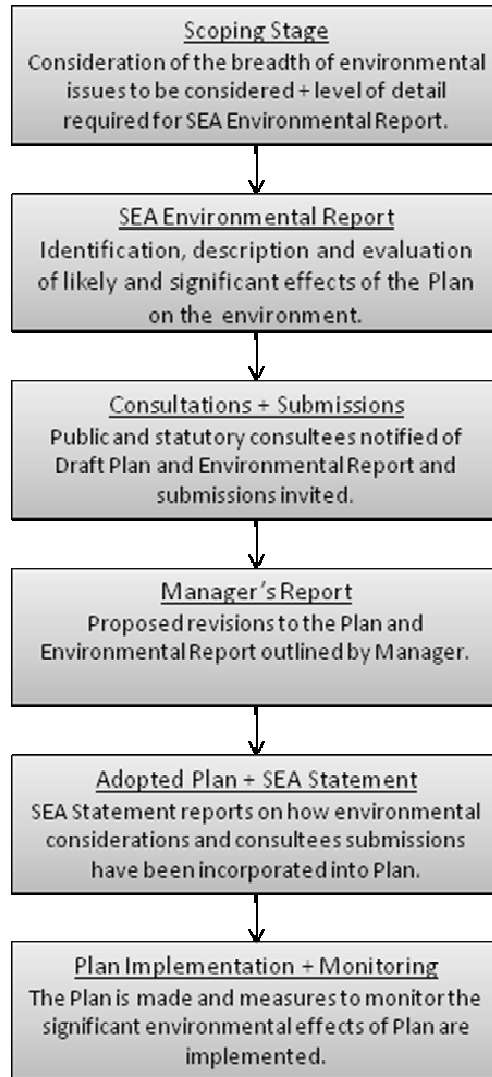 Scoping Stage
Consideration of the breadth of environmental
issues to be considered + level of detail
required for SEA Environmental Report.
SEA Environmental Report
Identification, description and evaluation
of likely and significant effects of the Plan
on the environment.
Consultations + Submissions
Public and statutory consultees notified of
Draft Plan and Environmental Report and
submissions invited.
Manager's Report
Proposed revisions to the Plan and
Environmental Report outlined by Manager.
Adopted Plan + SEA Statement
SEA Statement reports on how environmental
considerations and consultees submissions
have been incorporated into Plan.
Plan Implementation + Monitoring
The Plan is made and measures to monitor the
significant environmental effects of Plan are
implemented.